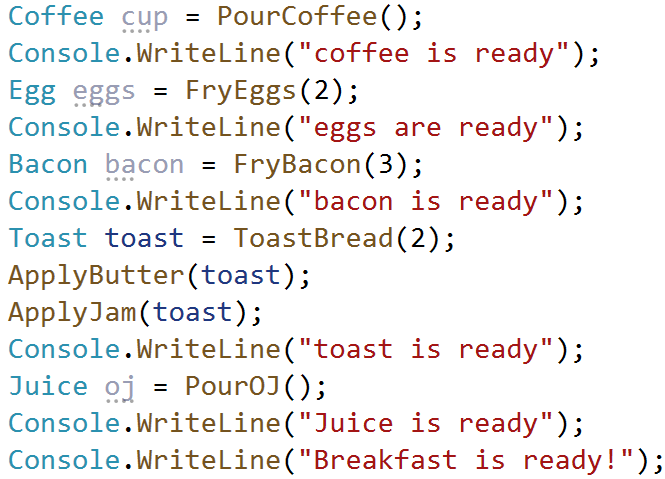 Coffee cup = PourCoffee();
Console.WriteLine("coffee is ready");
Egg eggs = FryEggs(2);
Console.WriteLine("eggs are ready");
Bacon bacon = FryBacon(3);
Console.WriteLine("bacon is ready");
Toast toast = ToastBread(2);
ApplyButter(toast);
ApplyJam(toast);
Console.WriteLine("toast is ready");
Juice oj = PourOJ();
Console.WriteLine("Juice is ready");
Console.WriteLine("Breakfast is ready!");